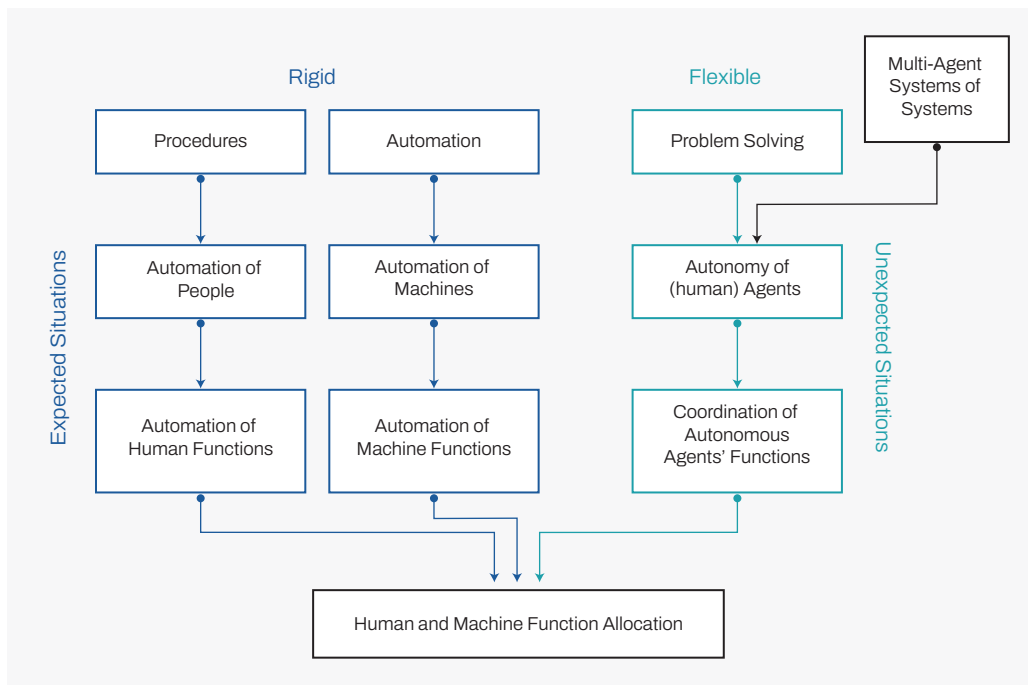 Rigid
Flexible
Multi-Agent
Systems of
Systems
Procedures
Automation
Problem Solving
Expected Situations
Automation of
People
Automation of
Machines
Autonomy of
(human) Agents
Unexpected Situations
Automation of
Human Functions
Automation of
Machine Functions
Coordination of
Autonomous
Agents’ Functions
Human and Machine Function Allocation